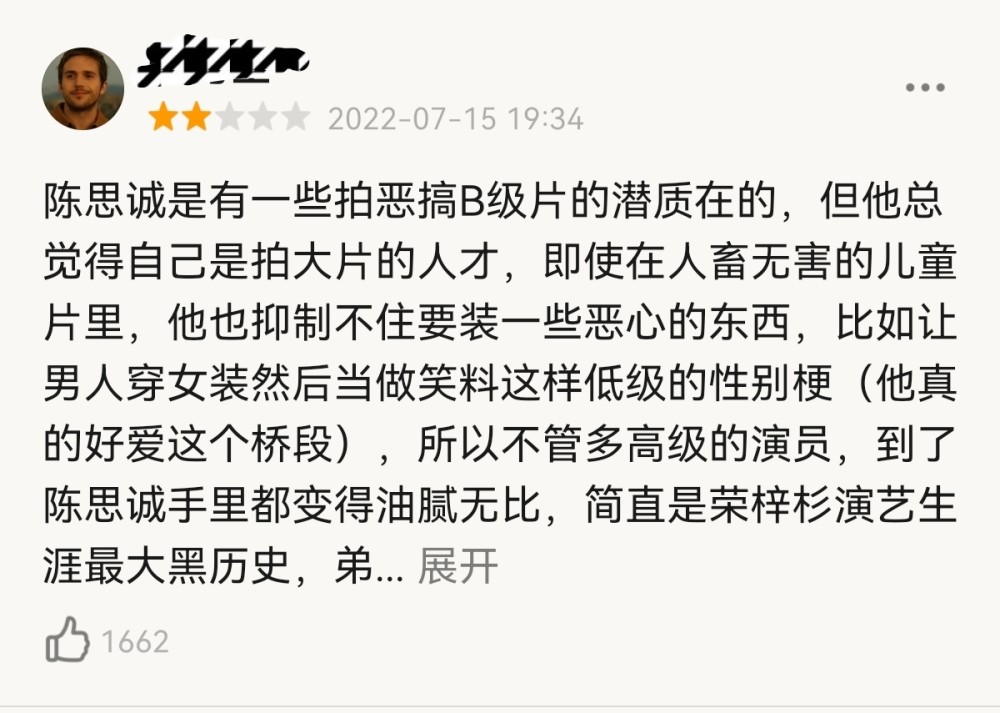 2022-07-15 19:34
陈思诚是有一些拍恶搞B级片的潜质在的，但他总
觉得自己是拍大片的人才，即使在人畜无害的儿童
片里，他也抑制不住要装一些恶心的东西，比如让
男人穿女装然后当做笑料这样低级的性别梗（他真
的好爱这个桥段），所以不管多高级的演员，到了
陈思诚手里都变得油腻无比，简直是荣梓杉演艺生
涯最大黑历史，弟... 展开
1662